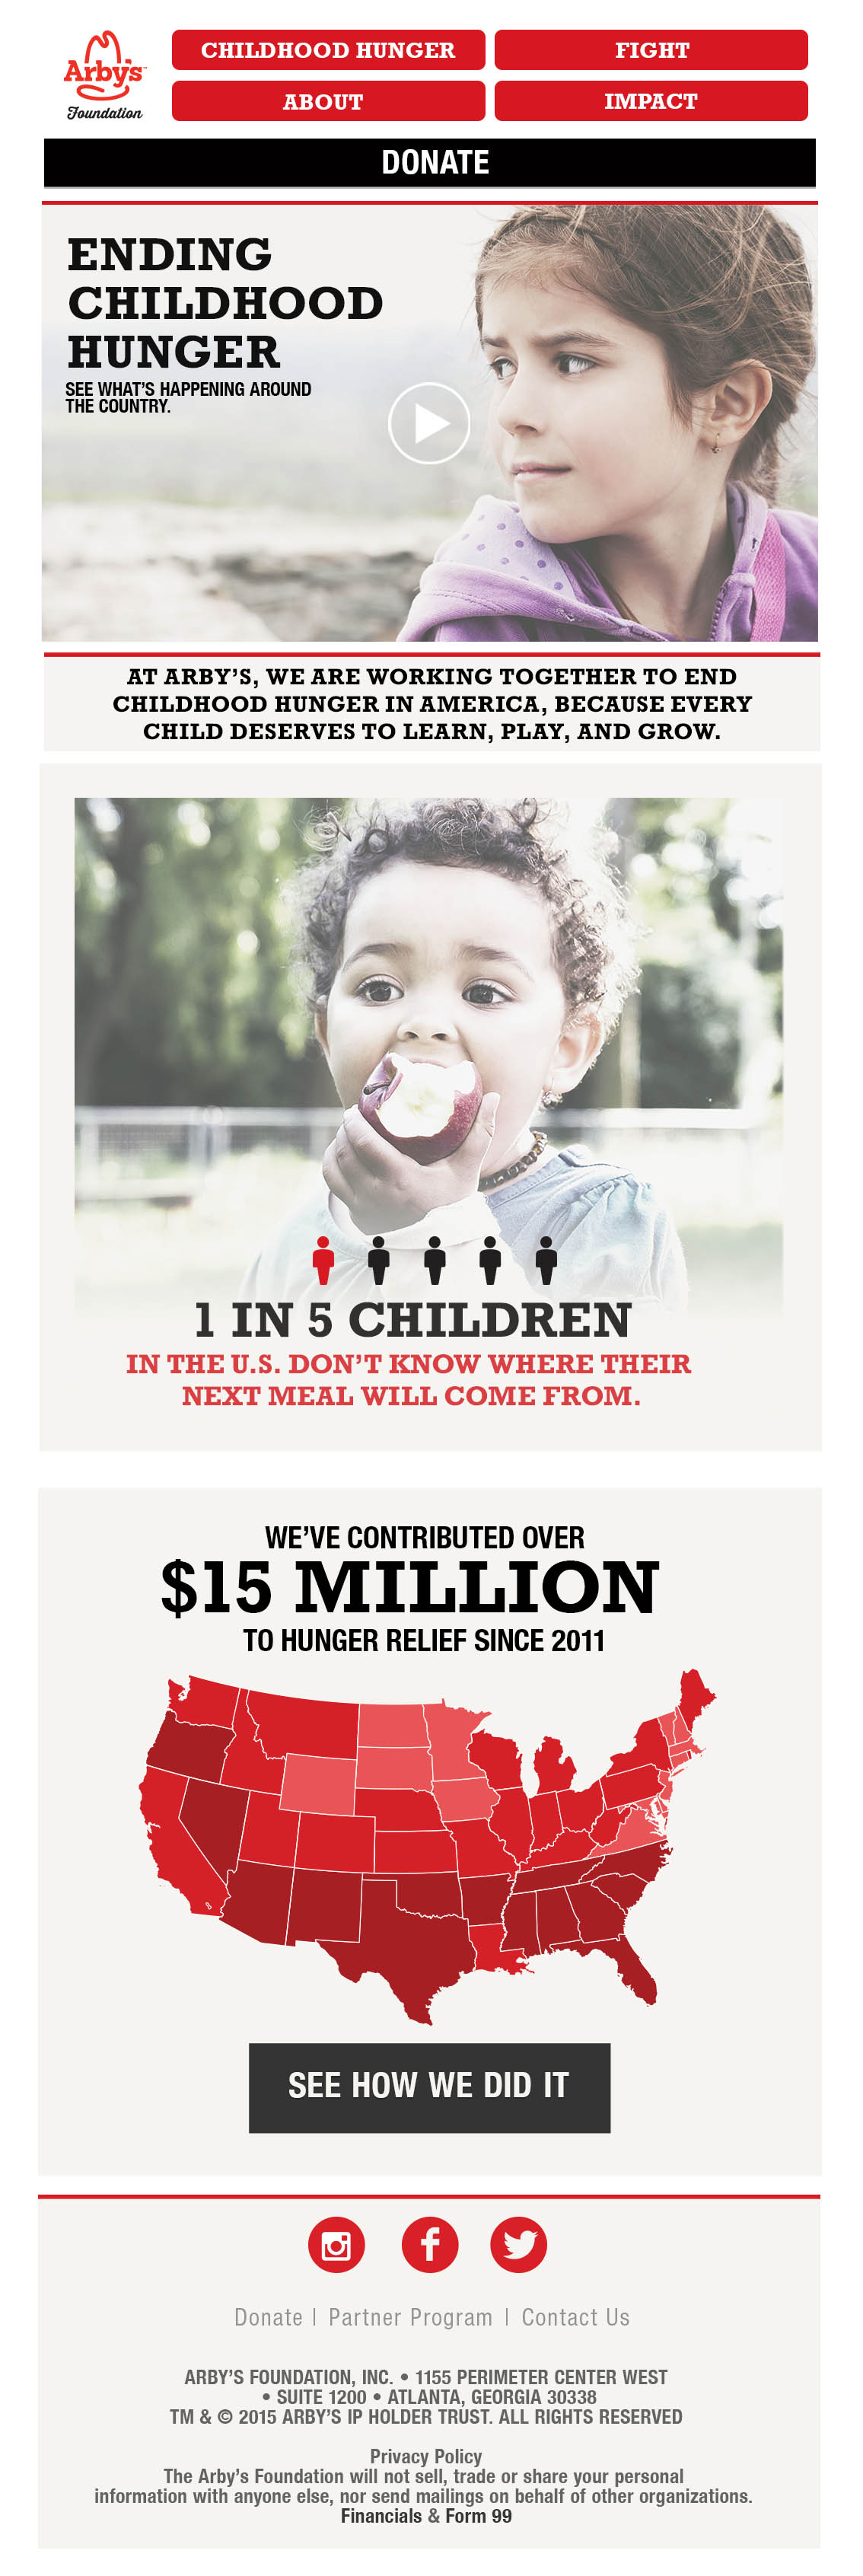 Arby's
Foundation
CHILDHOOD HUNGER
FIGHT
ABOUT
IMPACT
DONATE
ENDING
CHILDHOOD
HUNGER
SEE WHAT'S HAPPENING AROUND
THE COUNTRY.
AT ARBY'S, WE ARE WORKING TOGETHER TO END
CHILDHOOD HUNGER IN AMERICA, BECAUSE EVERY
CHILD DESERVES TO LEARN, PLAY, AND GROW.
1 IN 5 CHILDREN
IN THE U.S. DON'T KNOW WHERE THEIR
NEXT MEAL WILL COME FROM.
WE'VE CONTRIBUTED OVER
$15 MILLION
TO HUNGER RELIEF SINCE 2011
SEE HOW WE DID IT
Donate | Partner Program | Contact Us
ARBY'S FOUNDATION, INC. • 1155 PERIMETER CENTER WEST
• SUITE 1200 • ATLANTA, GEORGIA 30338
TM & © 2015 ARBY'S IP HOLDER TRUST. ALL RIGHTS RESERVED
Privacy Policy
The Arby's Foundation will not sell, trade or share your personal
information with anyone else, nor send mailings on behalf of other organizations.
Financials & Form 99